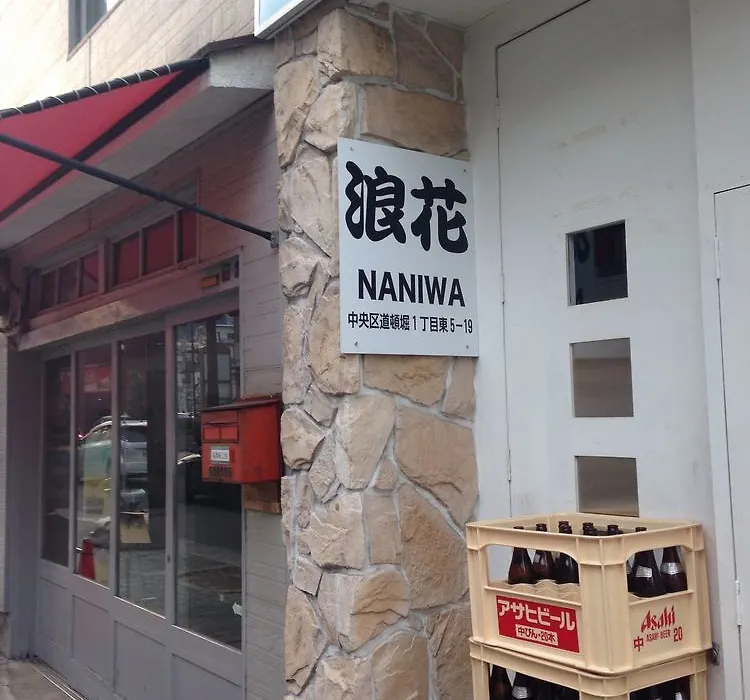 浪花
NANIWA
中央区道頓堀1丁目東5-19
アサヒビール
中びん・20本
Asahi
中 ASAHI BEER 20